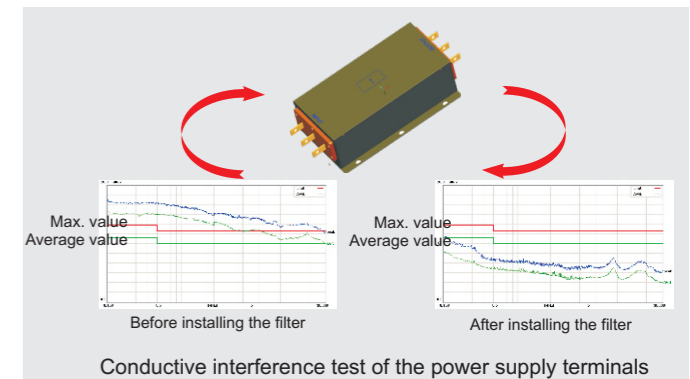 Max. value
Average value
Before installing the filter
Max. value
Average value
After installing the filter
Conductive interference test of the power supply terminals